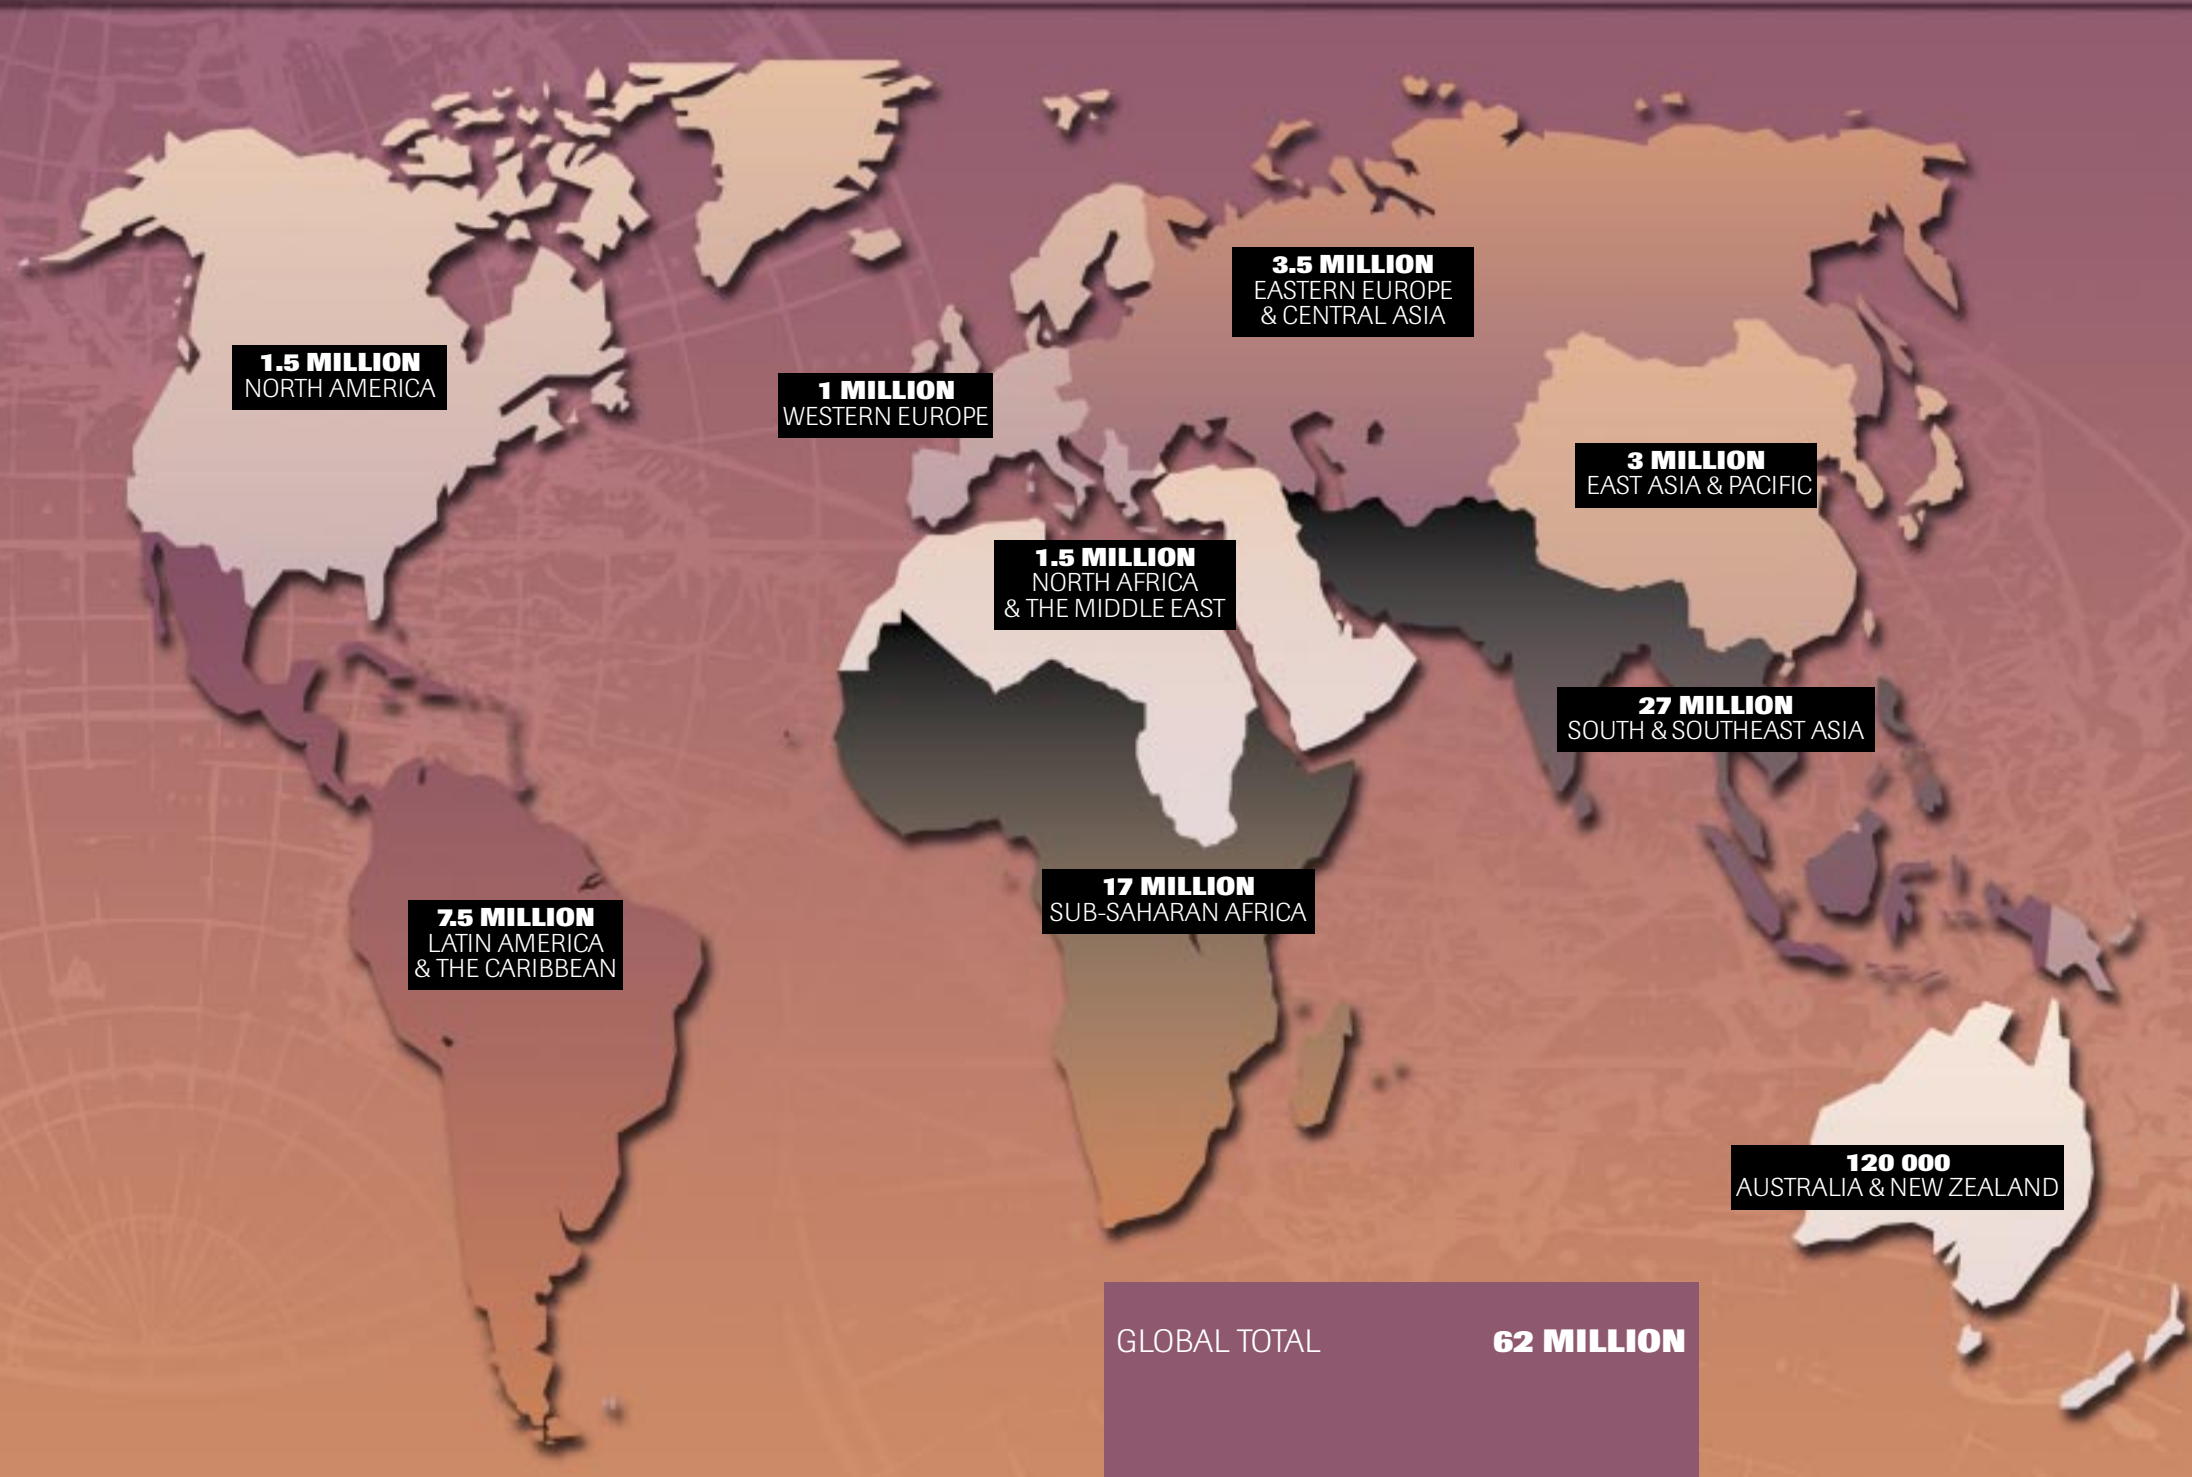 3.5 MILLION
EASTERN EUROPE
& CENTRAL ASIA
1.5 MILLION
NORTH AMERICA
1 MILLION
WESTERN EUROPE
3 MILLION
EAST ASIA & PACIFIC
1.5 MILLION
NORTH AFRICA
& THE MIDDLE EAST
27 MILLION
SOUTH & SOUTHEAST ASIA
17 MILLION
SUB-SAHARAN AFRICA
7.5 MILLION
LATIN AMERICA
& THE CARIBBEAN
120 000
AUSTRALIA & NEW ZEALAND
GLOBAL TOTAL 62 MILLION